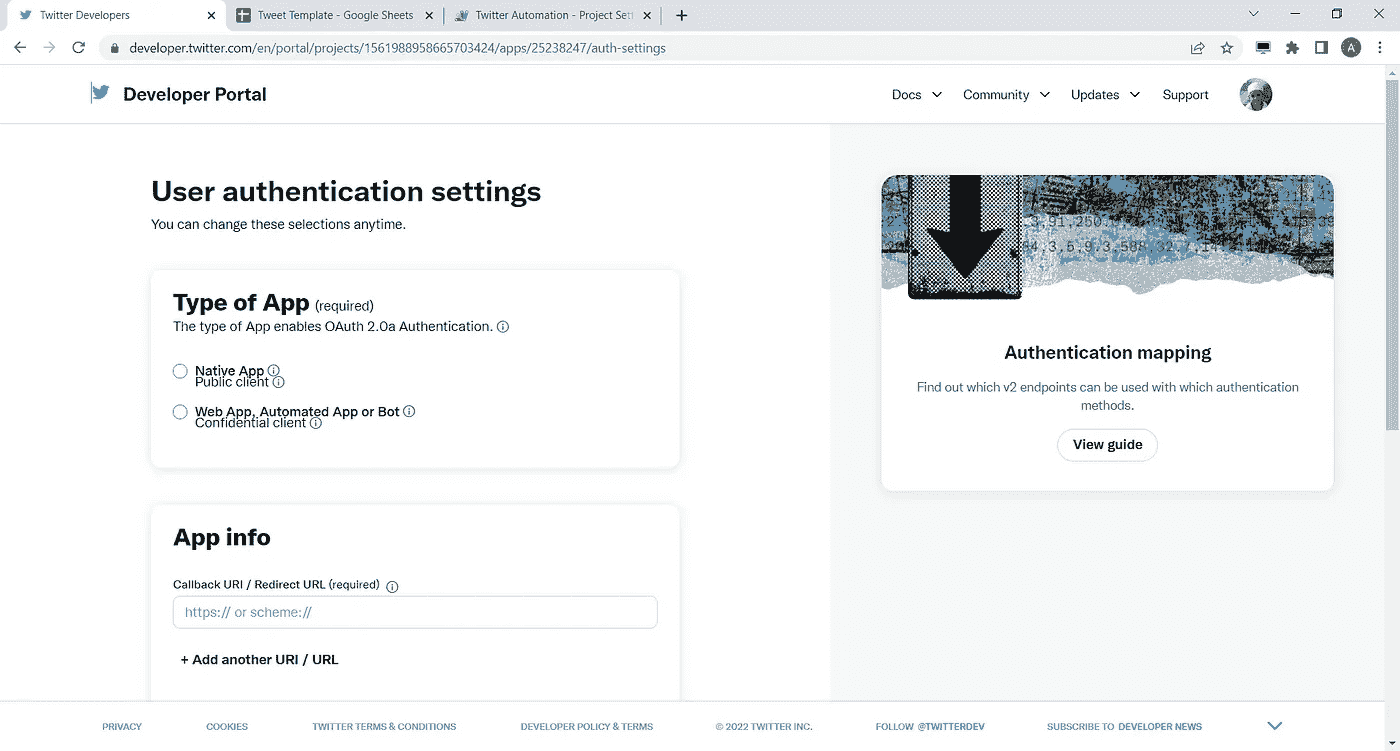 Twitter Developers
Tweet Template - Google Sheets
Twitter Automation - Project Sett
developer.twitter.com/en/portal/projects/1561988958665703424/apps/25238247/auth-settings
A
Developer Portal
Docs
Community
Updates
Support
User authentication settings
You can change these selections anytime.
Type of App (required)
The type of App enables OAuth 2.0a Authentication.
Native App
Public client
Web App, Automated App or Bot
Confidential client
App info
Callback URI / Redirect URL (required)
https:// or scheme://
+ Add another URI / URL
Authentication mapping
Find out which v2 endpoints can be used with which authentication
methods.
View guide
PRIVACY
COOKIES
TWITTER TERMS & CONDITIONS
DEVELOPER POLICY & TERMS
© 2022 TWITTER INC.
FOLLOW @TWITTERDEV
SUBSCRIBE TO DEVELOPER NEWS